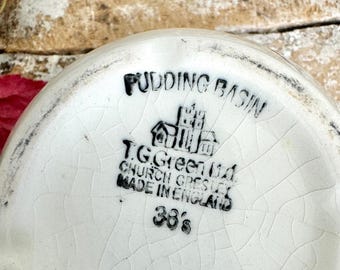 PUDDING BASIN
T.G.Green Ltd.
CHURCH GRESLEY
MADE IN ENGLAND
38's